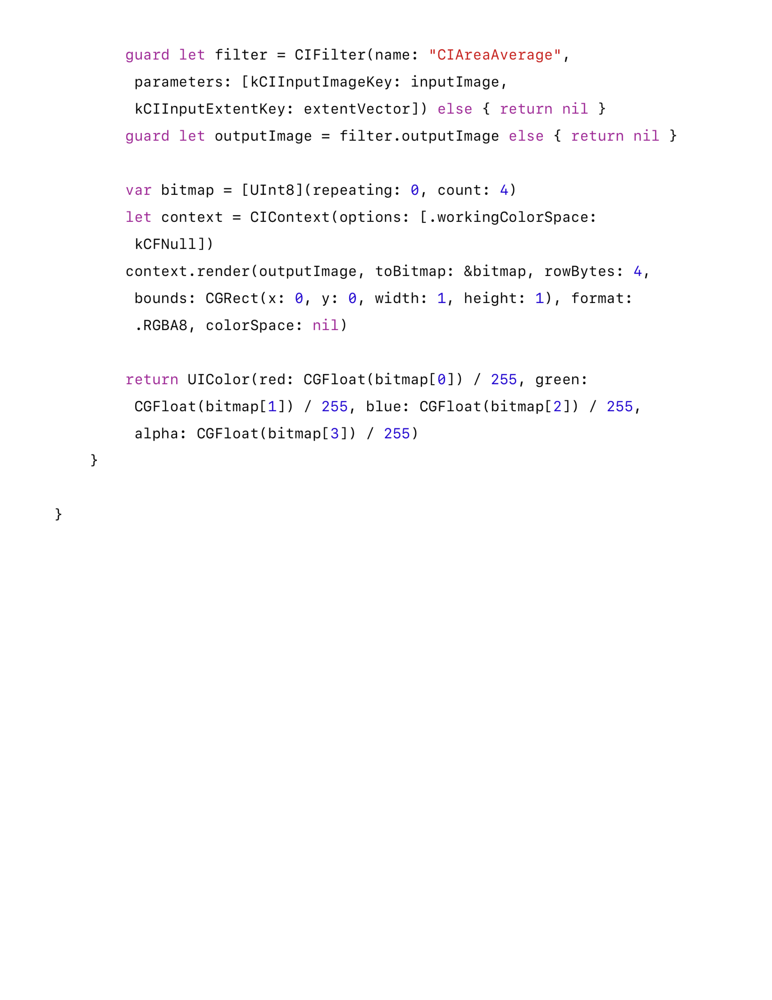 guard let filter = CIFilter(name: "CIAreaAverage",
parameters: [kCIInputImageKey: inputImage,
kCIInputExtentKey: extentVector]) else { return nil }
guard let outputImage = filter.outputImage else { return nil }
var bitmap = [UInt8](repeating: 0, count: 4)
let context = CIContext(options: [.workingColorSpace:
kCFNull])
context.render(outputImage, toBitmap: &bitmap, rowBytes: 4,
bounds: CGRect(x: 0, y: 0, width: 1, height: 1), format:
.RGBA8, colorSpace: nil)
return UIColor(red: CGFloat(bitmap[0]) / 255, green:
CGFloat(bitmap[1]) / 255, blue: CGFloat(bitmap[2]) / 255,
alpha: CGFloat(bitmap[3]) / 255)
}
}